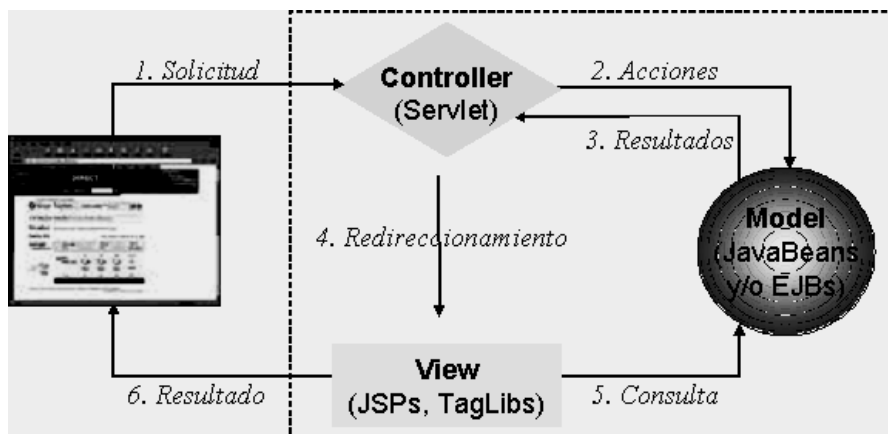 1. Solicitud
Controller
(Servlet)
2. Acciones
3. Resultados
Model
(JavaBeans
y/o EJBs)
4. Redireccionamiento
View
(JSPs, TagLibs)
5. Consulta
6. Resultado